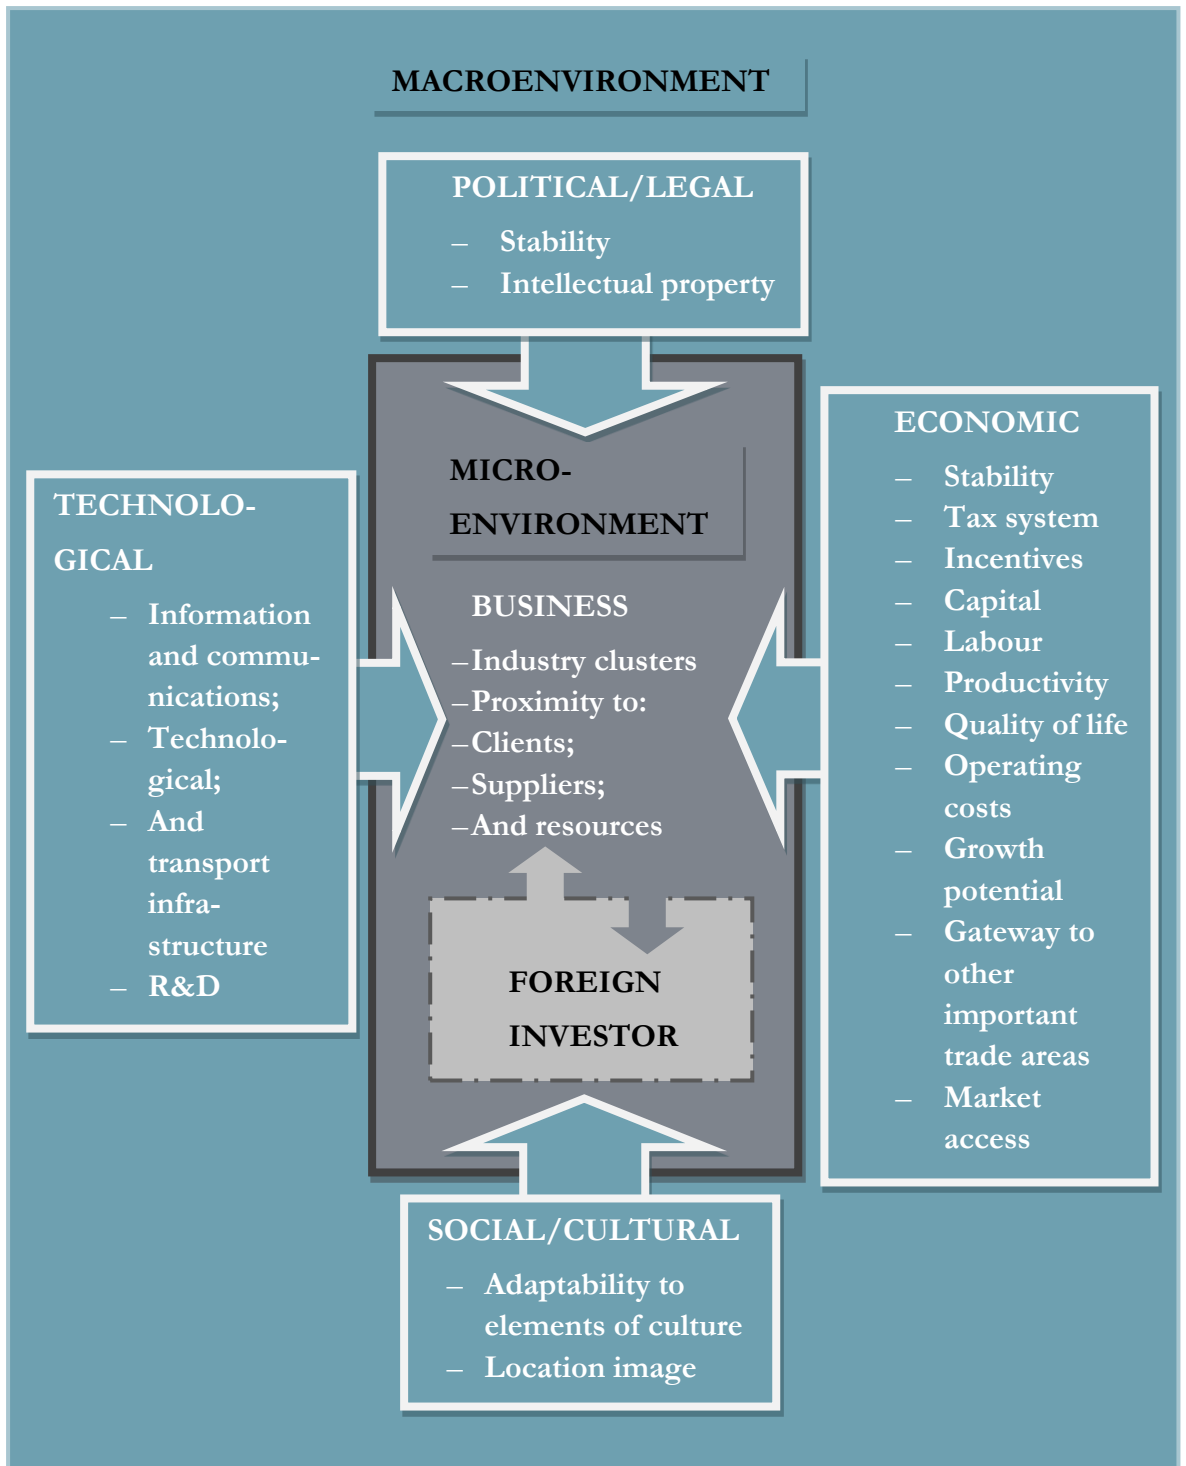 MACROENVIRONMENT
POLITICAL/LEGAL
– Stability
– Intellectual property
TECHNOLO-
GICAL
– Information
and commu-
nications;
– Technolo-
gical;
– And
transport
infra-
structure
– R&D
MICRO-
ENVIRONMENT
BUSINESS
– Industry clusters
– Proximity to:
– Clients;
– Suppliers;
– And resources
FOREIGN
INVESTOR
ECONOMIC
– Stability
– Tax system
– Incentives
– Capital
– Labour
– Productivity
– Quality of life
– Operating
costs
– Growth
potential
– Gateway to
other
important
trade areas
– Market
access
SOCIAL/CULTURAL
– Adaptability to
elements of culture
– Location image